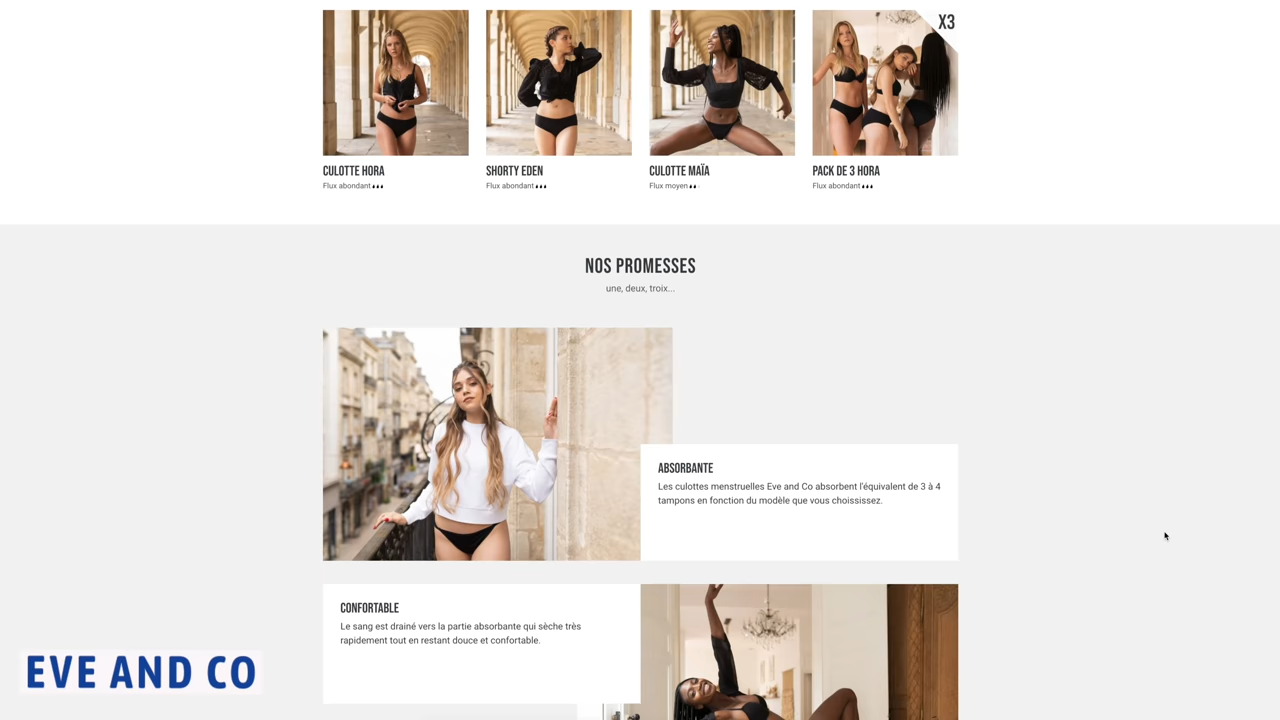 X3
CULOTTE HORA
Flux abondant
SHORTY EDEN
Flux abondant
CULOTTE MAÏA
Flux moyen
PACK DE 3 HORA
Flux abondant
NOS PROMESSES
une, deux, troix...
ABSORBANTE
Les culottes menstruelles Eve and Co absorbent l'équivalent de 3 à 4
tampons en fonction du modèle que vous choississez.
CONFORTABLE
Le sang est drainé vers la partie absorbante qui sèche très
rapidement tout en restant douce et confortable.
EVE AND CO